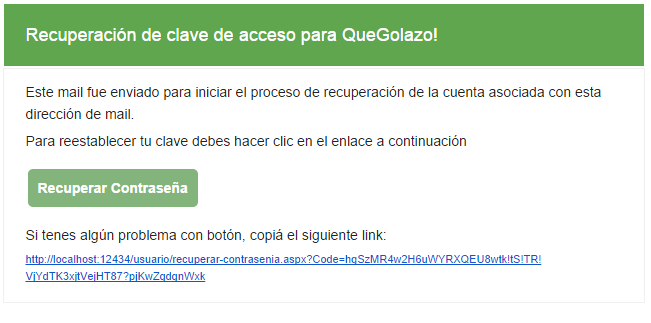 Recuperación de clave de acceso para QueGolazo!
Este mail fue enviado para iniciar el proceso de recuperación de la cuenta asociada con esta
dirección de mail.
Para reestablecer tu clave debes hacer clic en el enlace a continuación
Recuperar Contraseña
Si tenes algún problema con botón, copiá el siguiente link:
http://localhost:12434/usuario/recuperar-contrasenia.aspx?Code=hqSzMR4w2H6uWYRXQEU8wtk!tS!TR!
VjYdTK3xjtVejHT87?pjKwZqdqnWxk